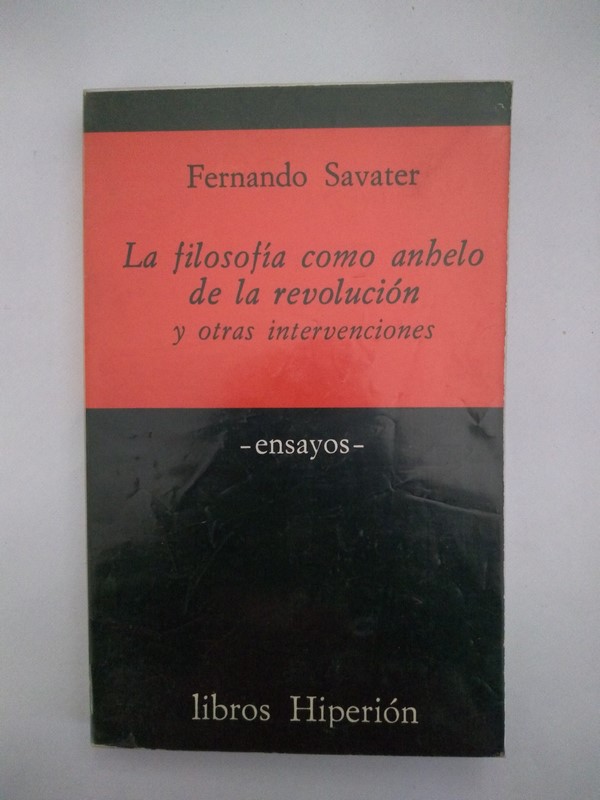 Fernando Savater
La filosofía como anhelo
de la revolución
y otras intervenciones
-ensayos-
libros Hiperión